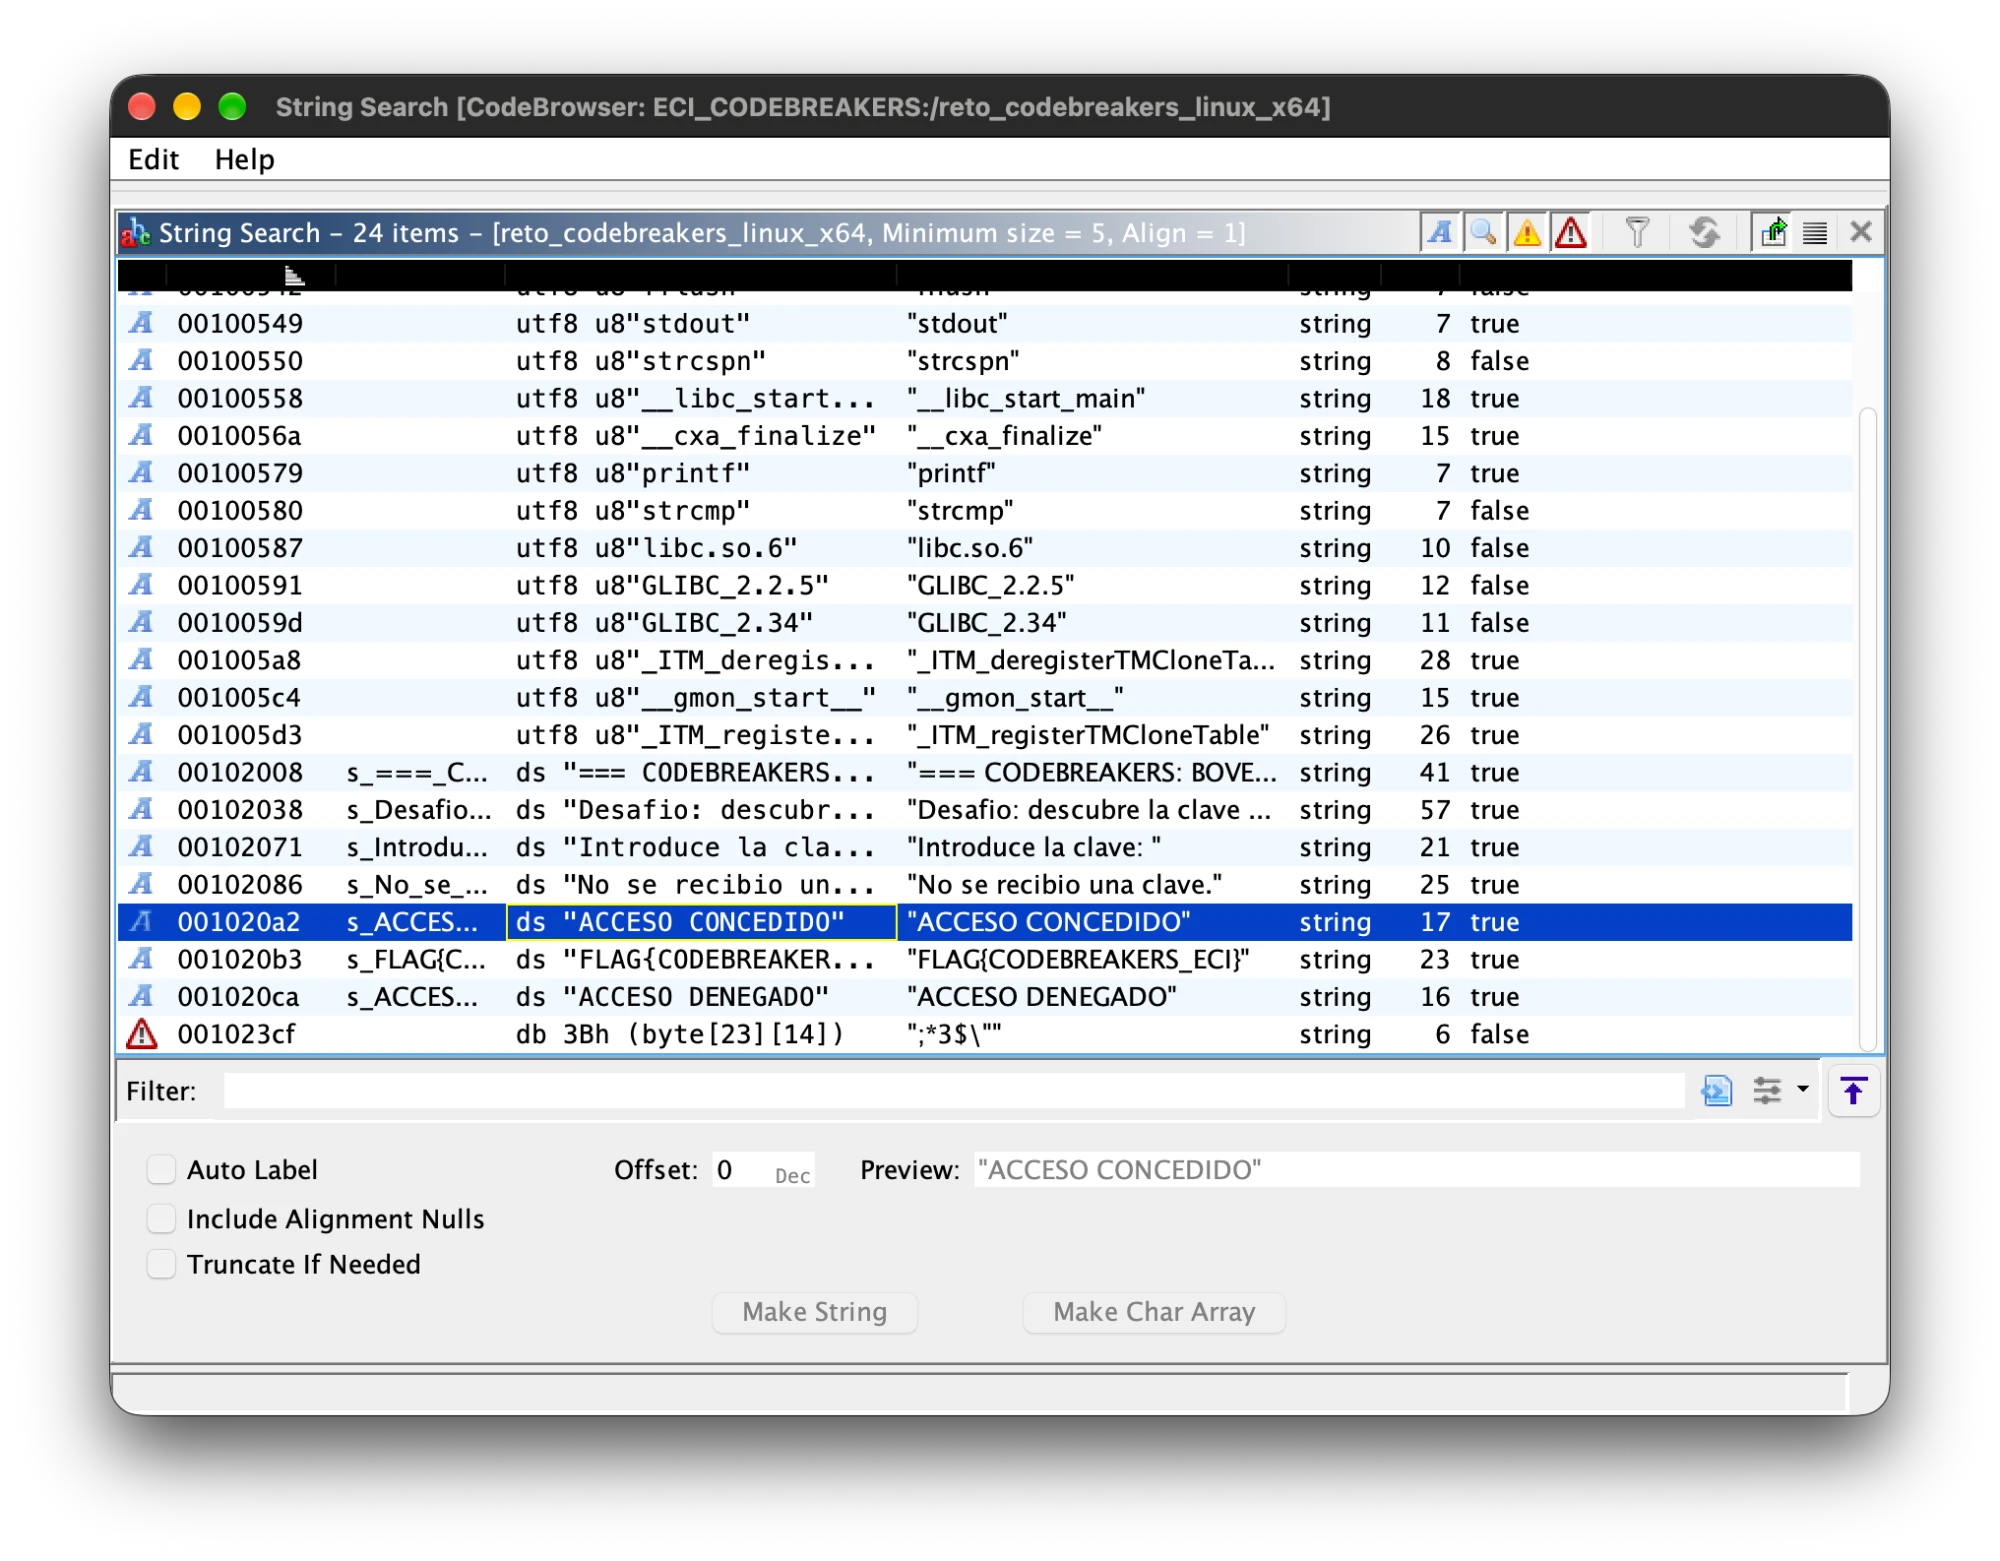 String Search [CodeBrowser: ECI_CODEBREAKERS:/reto_codebreakers_linux_x64]
Edit Help
String Search – 24 items – [reto_codebreakers_linux_x64, Minimum size = 5, Align = 1]
00100549 utf8 u8"stdout" "stdout" string 7 true
00100550 utf8 u8"strcspn" "strcspn" string 8 false
00100558 utf8 u8"__libc_start... "__libc_start_main" string 18 true
0010056a utf8 u8"__cxa_finalize" "__cxa_finalize" string 15 true
00100579 utf8 u8"printf" "printf" string 7 true
00100580 utf8 u8"strcmp" "strcmp" string 7 false
00100587 utf8 u8"libc.so.6" "libc.so.6" string 10 false
00100591 utf8 u8"GLIBC_2.2.5" "GLIBC_2.2.5" string 12 false
0010059d utf8 u8"GLIBC_2.34" "GLIBC_2.34" string 11 false
001005a8 utf8 u8"_ITM_deregis... "_ITM_deregisterTMCloneTa... string 28 true
001005c4 utf8 u8"__gmon_start__" "__gmon_start__" string 15 true
001005d3 utf8 u8"_ITM_registe... "_ITM_registerTMCloneTable" string 26 true
00102008 s_===_C... ds "=== CODEBREAKERS... "=== CODEBREAKERS: BOVE... string 41 true
00102038 s_Desafio... ds "Desafio: descubr... "Desafio: descubre la clave ... string 57 true
00102071 s_Introdu... ds "Introduce la cla... "Introduce la clave: " string 21 true
00102086 s_No_se_... ds "No se recibio un... "No se recibio una clave." string 25 true
001020a2 s_ACCES... ds "ACCESO CONCEDIDO" "ACCESO CONCEDIDO" string 17 true
001020b3 s_FLAG{C... ds "FLAG{CODEBREAKER... "FLAG{CODEBREAKERS_ECI}" string 23 true
001020ca s_ACCES... ds "ACCESO DENEGADO" "ACCESO DENEGADO" string 16 true
001023cf db 3Bh (byte[23][14]) ";*3$\"" string 6 false
Filter:
Auto Label Offset: 0 Dec Preview: "ACCESO CONCEDIDO"
Include Alignment Nulls
Truncate If Needed
Make String Make Char Array